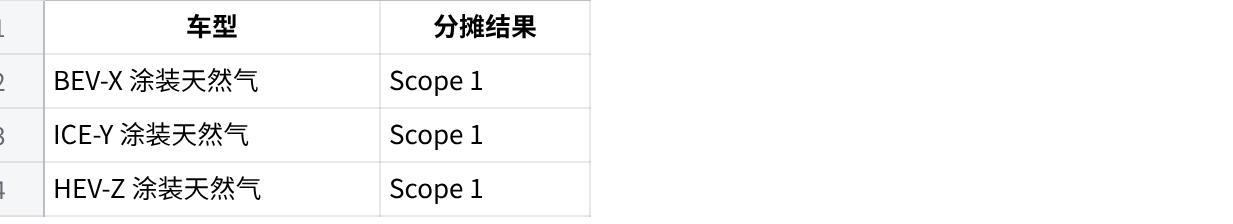 1 车型 分摊结果
2 BEV-X 涂装天然气 Scope 1
3 ICE-Y 涂装天然气 Scope 1
4 HEV-Z 涂装天然气 Scope 1